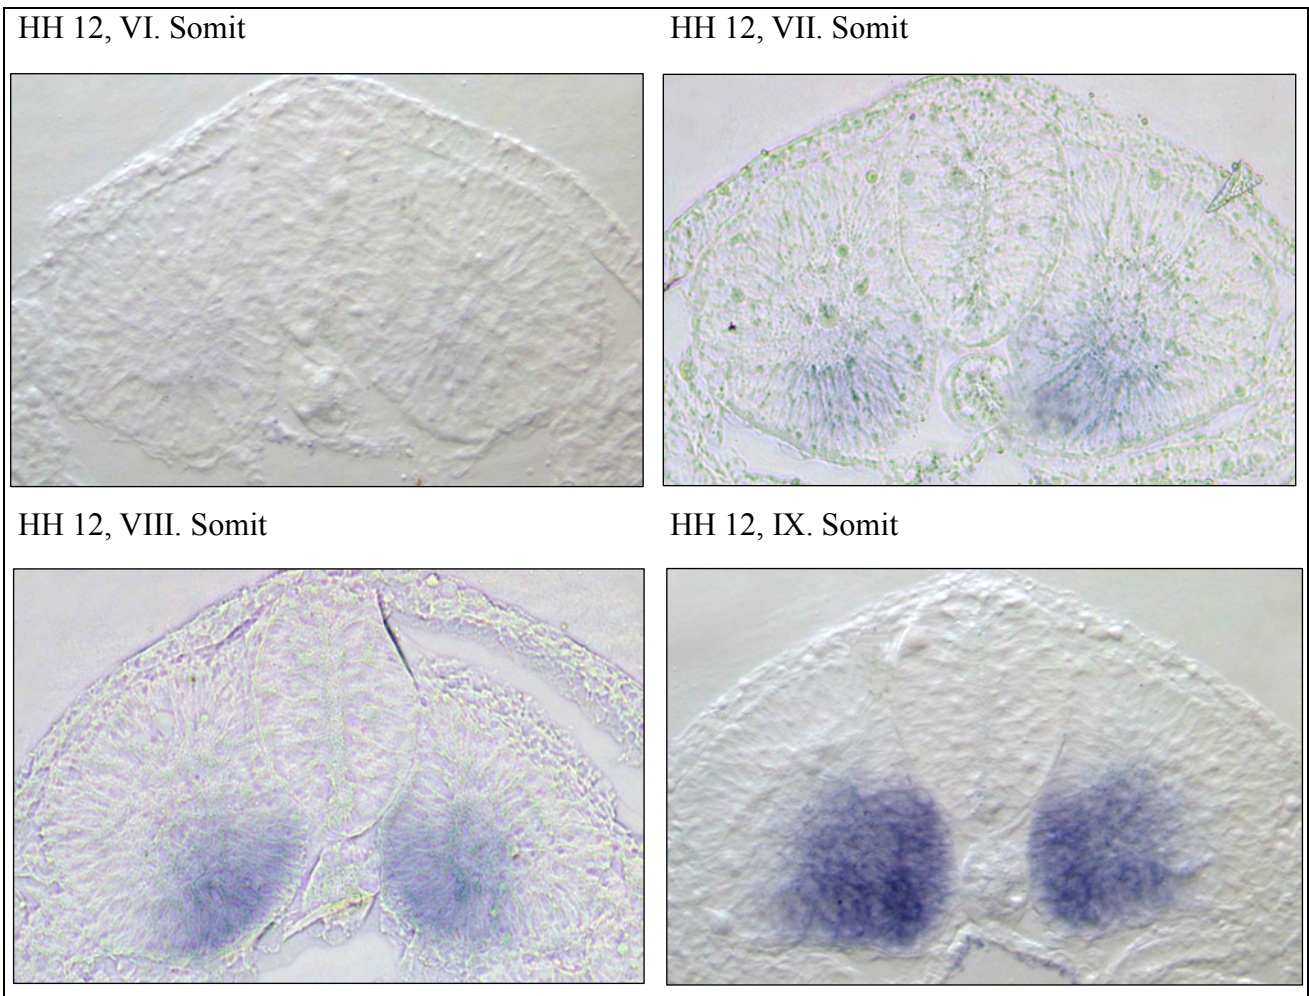 HH 12, VI. Somit
HH 12, VII. Somit
HH 12, VIII. Somit
HH 12, IX. Somit